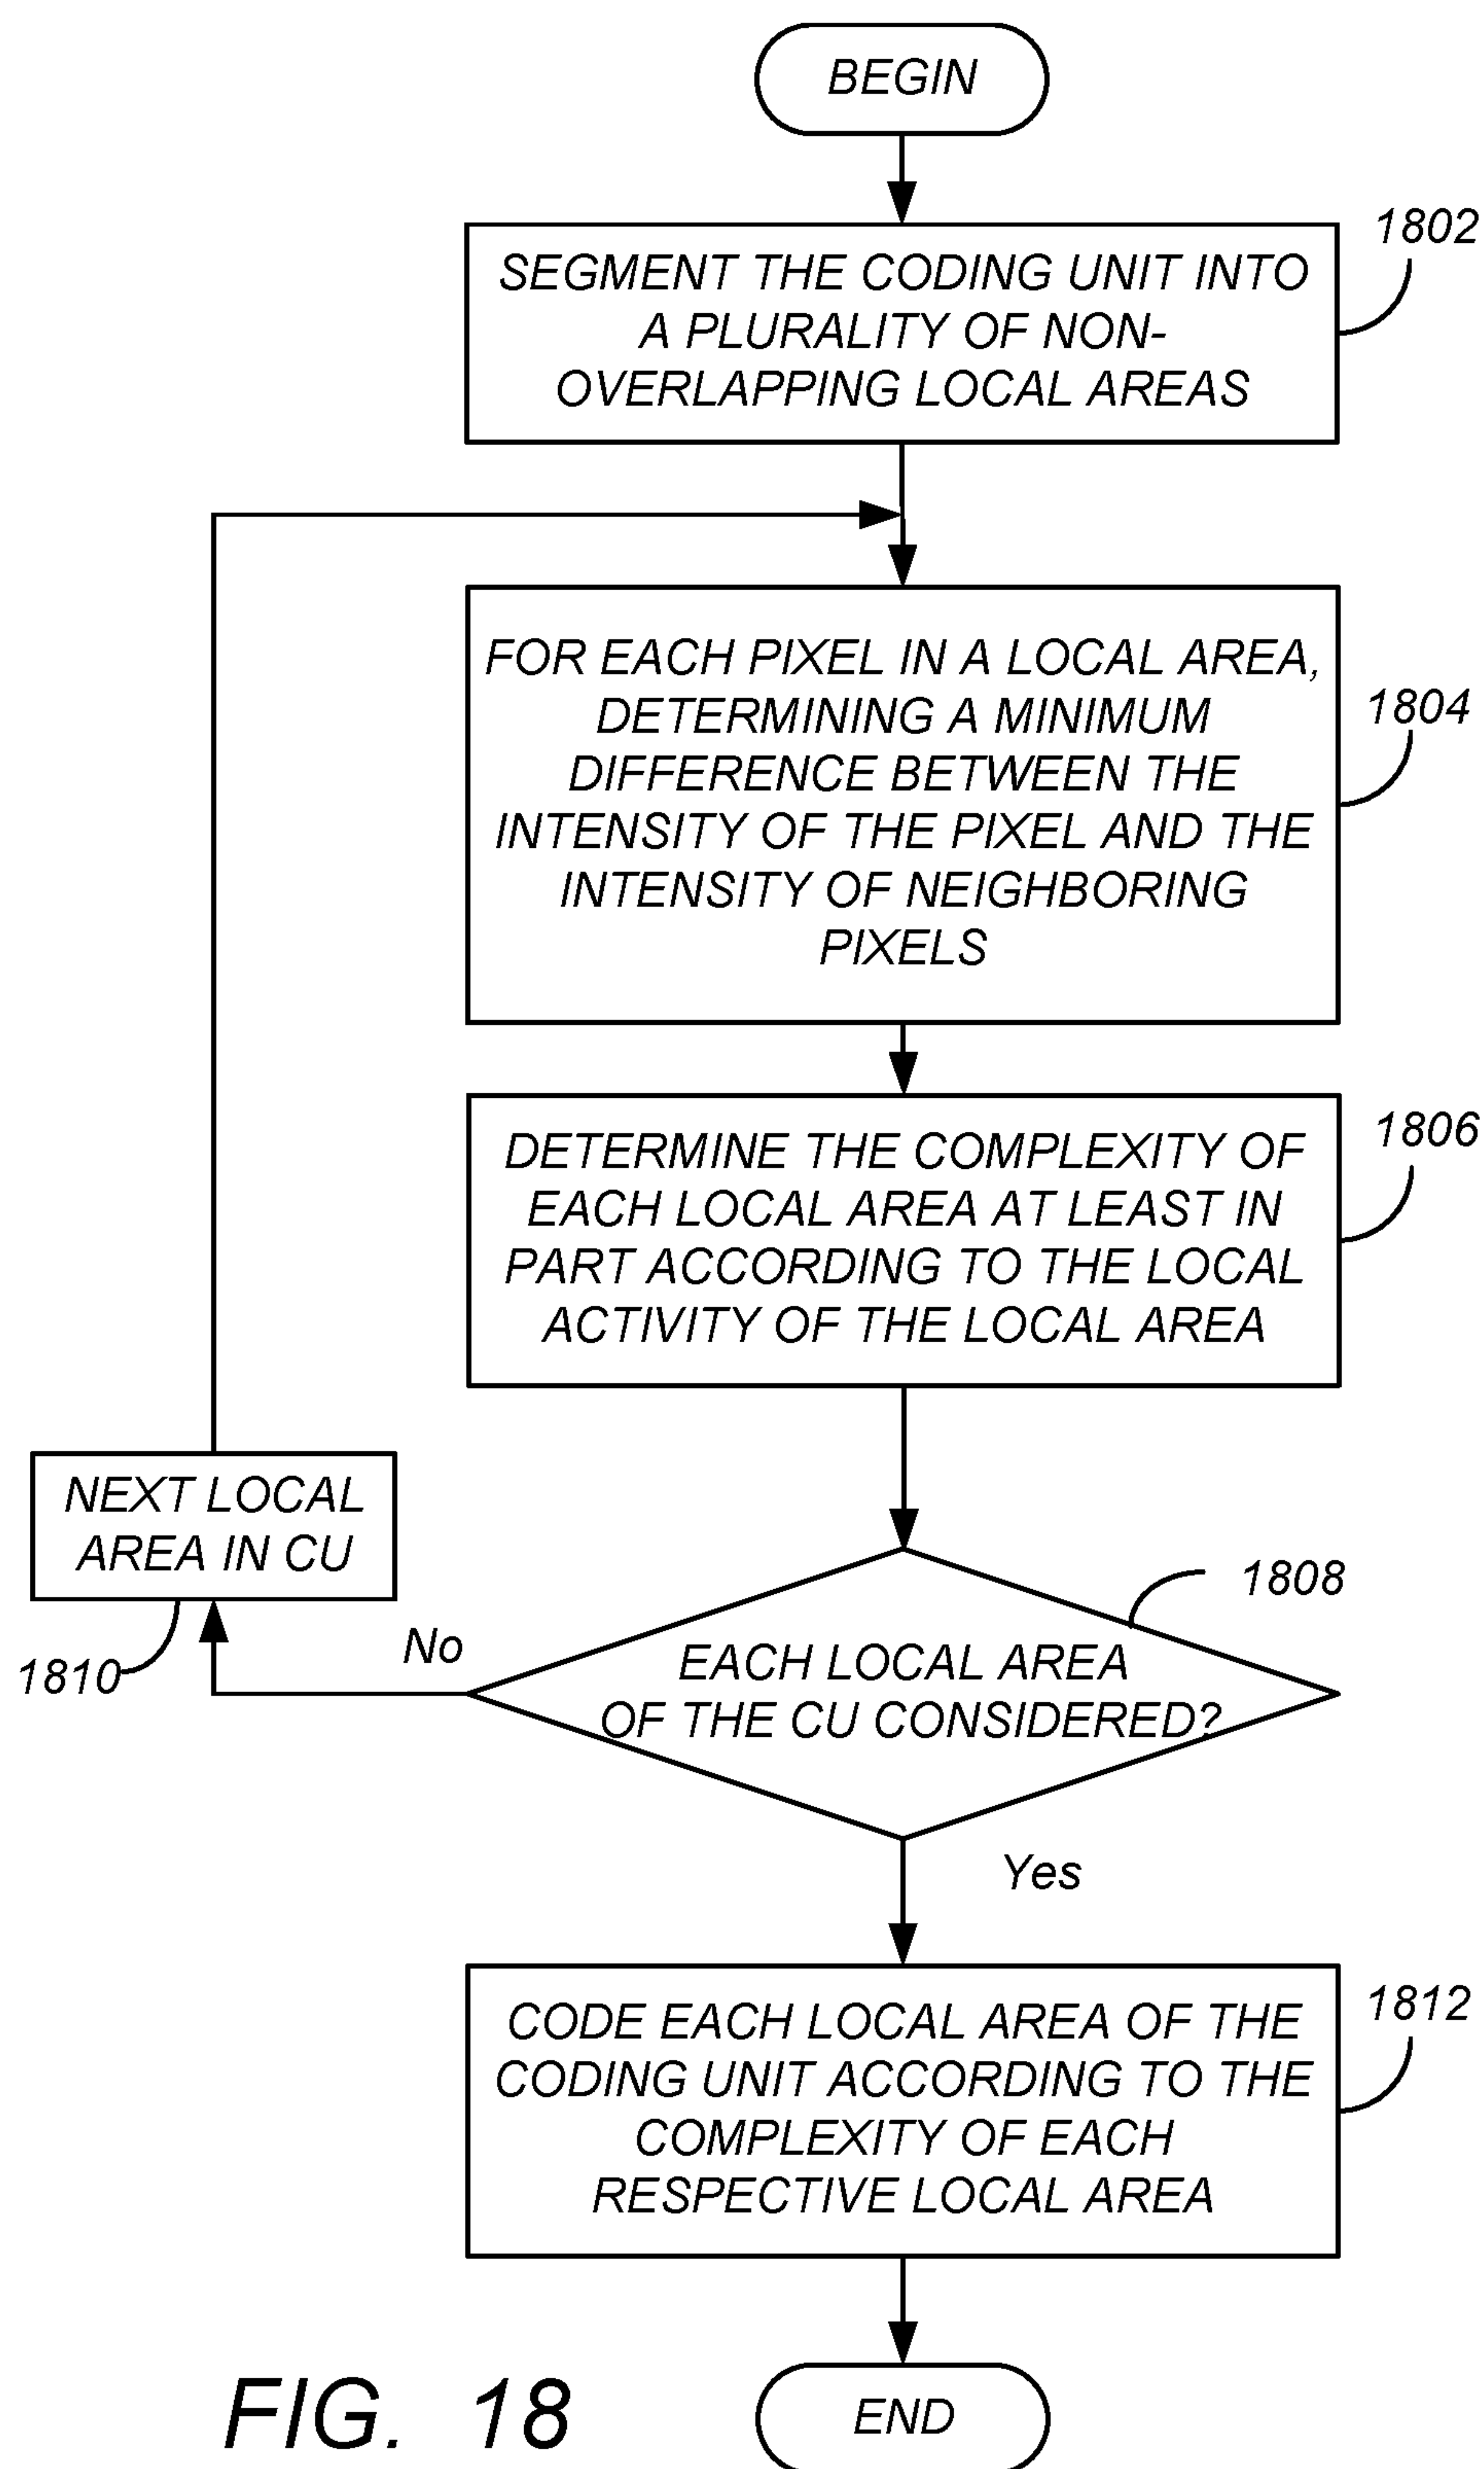 BEGIN
1802
SEGMENT THE CODING UNIT INTO
A PLURALITY OF NON-
OVERLAPPING LOCAL AREAS
FOR EACH PIXEL IN A LOCAL AREA,
DETERMINING A MINIMUM
DIFFERENCE BETWEEN THE
INTENSITY OF THE PIXEL AND THE
INTENSITY OF NEIGHBORING
PIXELS
1804
DETERMINE THE COMPLEXITY OF
EACH LOCAL AREA AT LEAST IN
PART ACCORDING TO THE LOCAL
ACTIVITY OF THE LOCAL AREA
1806
NEXT LOCAL
AREA IN CU
1810
No
1808
EACH LOCAL AREA
OF THE CU CONSIDERED?
Yes
CODE EACH LOCAL AREA OF THE
CODING UNIT ACCORDING TO THE
COMPLEXITY OF EACH
RESPECTIVE LOCAL AREA
1812
END
FIG. 18